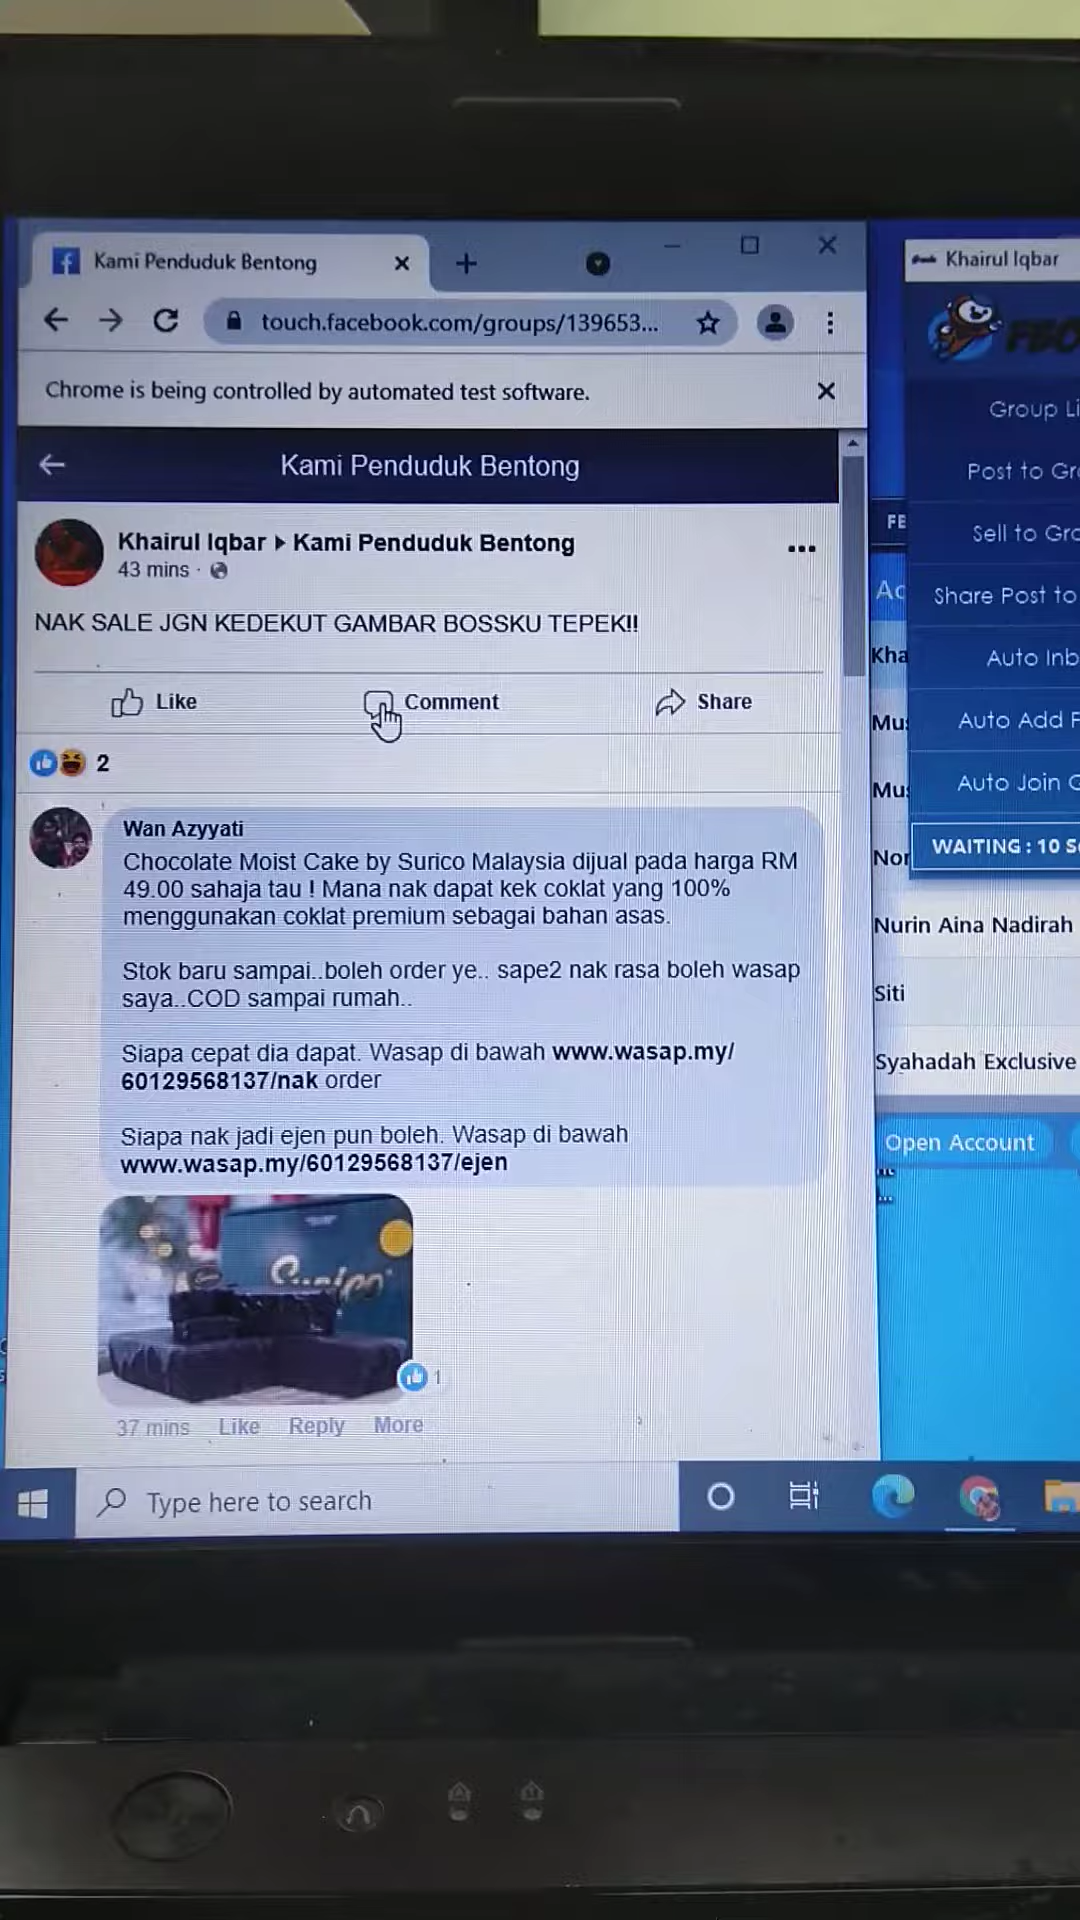 Kami Penduduk Bentong
touch.facebook.com/groups/139653...
Chrome is being controlled by automated test software.
Kami Penduduk Bentong
Khairul Iqbar ▸ Kami Penduduk Bentong
43 mins ·
NAK SALE JGN KEDEKUT GAMBAR BOSSKU TEPEK!!
Like
Comment
Share
2
Wan Azyyati
Chocolate Moist Cake by Surico Malaysia dijual pada harga RM
49.00 sahaja tau ! Mana nak dapat kek coklat yang 100%
menggunakan coklat premium sebagai bahan asas.
Stok baru sampai..boleh order ye.. sape2 nak rasa boleh wasap
saya..COD sampai rumah..
Siapa cepat dia dapat. Wasap di bawah www.wasap.my/
60129568137/nak order
Siapa nak jadi ejen pun boleh. Wasap di bawah
www.wasap.my/60129568137/ejen
1
37 mins Like Reply More
Type here to search
Khairul Iqbar
Group Li
Post to Gro
Sell to Gro
Share Post to
Auto Inb
Auto Add F
Auto Join G
WAITING : 10 S
FE
Ac
Kha
Mus
Mus
Nor
Nurin Aina Nadirah
Siti
Syahadah Exclusive
Open Account